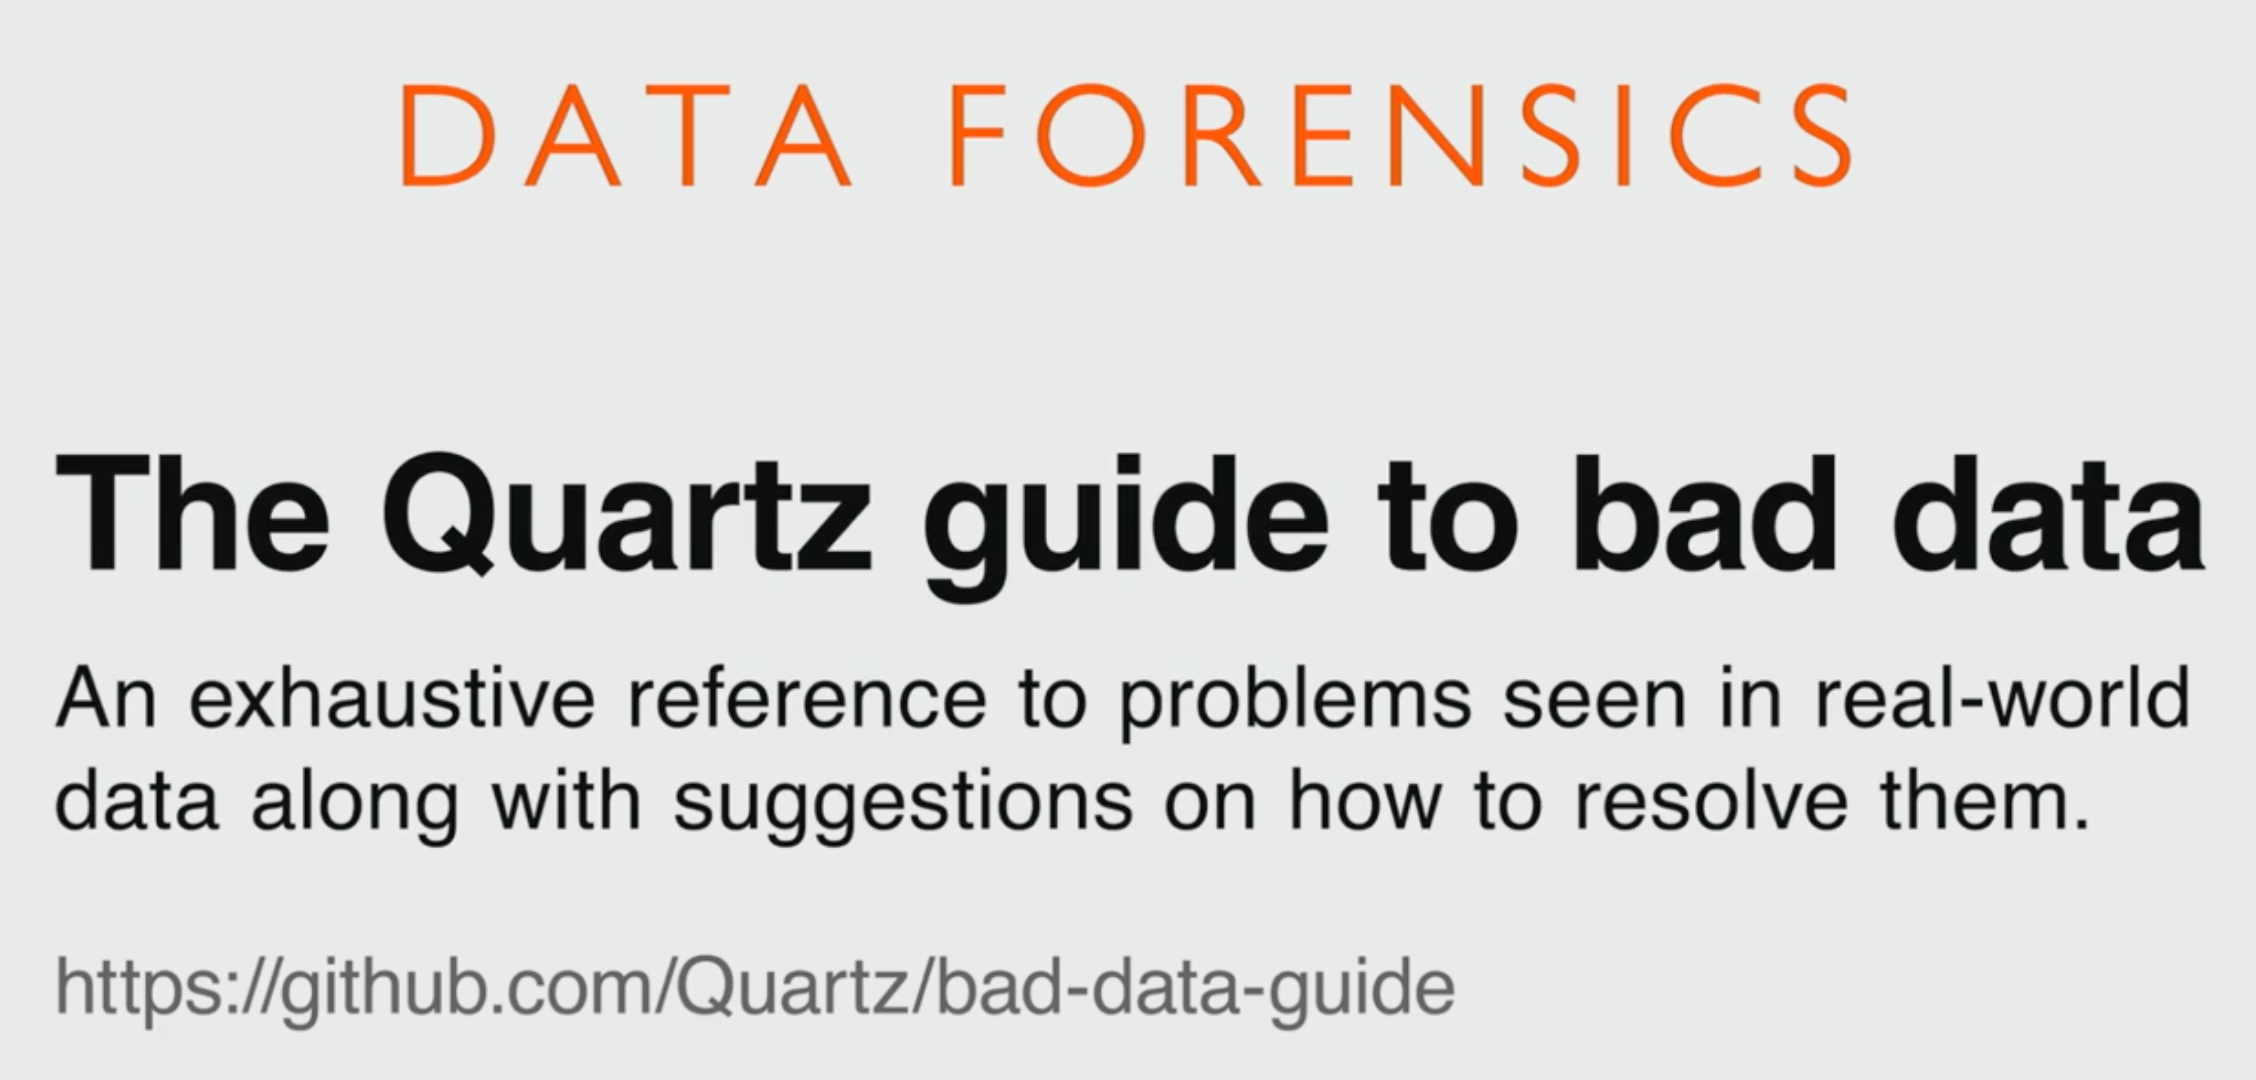 DATA FORENSICS
The Quartz guide to bad data
An exhaustive reference to problems seen in real-world
data along with suggestions on how to resolve them.
https://github.com/Quartz/bad-data-guide